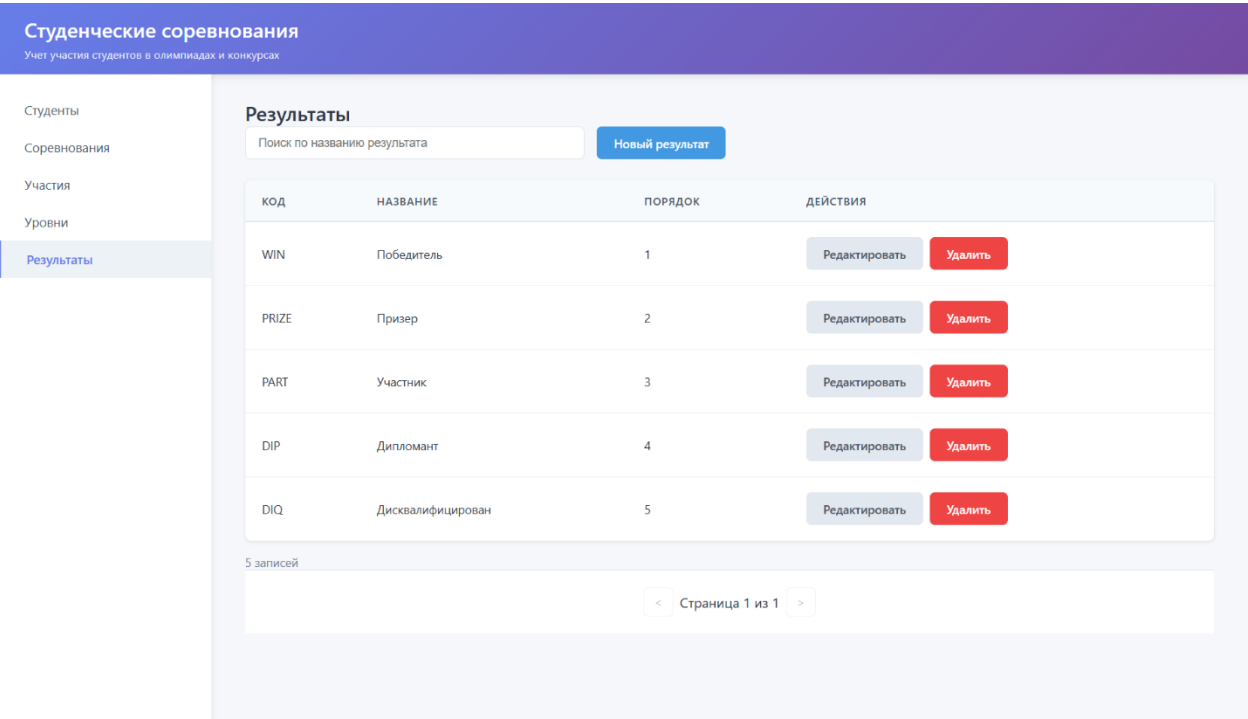 Студенческие соревнования
Учет участия студентов в олимпиадах и конкурсах
Студенты
Соревнования
Участия
Уровни
Результаты
Результаты
Поиск по названию результата
Новый результат
КОД НАЗВАНИЕ ПОРЯДОК ДЕЙСТВИЯ
WIN Победитель 1 Редактировать Удалить
PRIZE Призер 2 Редактировать Удалить
PART Участник 3 Редактировать Удалить
DIP Дипломант 4 Редактировать Удалить
DIQ Дисквалифицирован 5 Редактировать Удалить
5 записей
< Страница 1 из 1 >